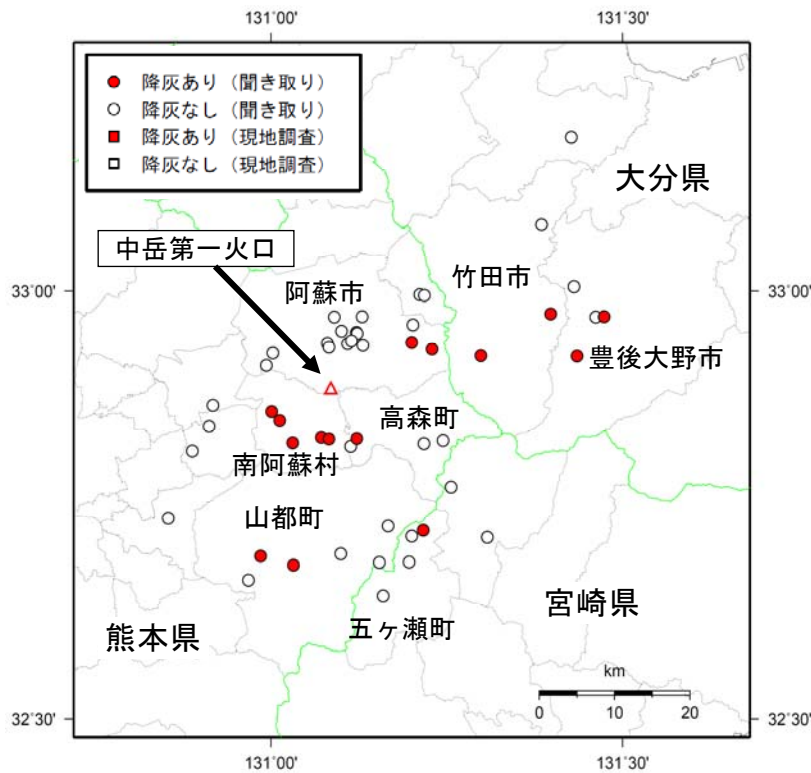 131°00'
131°30'
降灰あり（聞き取り）
降灰なし（聞き取り）
降灰あり（現地調査）
降灰なし（現地調査）
大分県
中岳第一火口
竹田市
阿蘇市
33°00'
33°00'
豊後大野市
高森町
南阿蘇村
山都町
宮崎県
五ヶ瀬町
熊本県
km
0 10 20
32°30'
32°30'
131°00'
131°30'